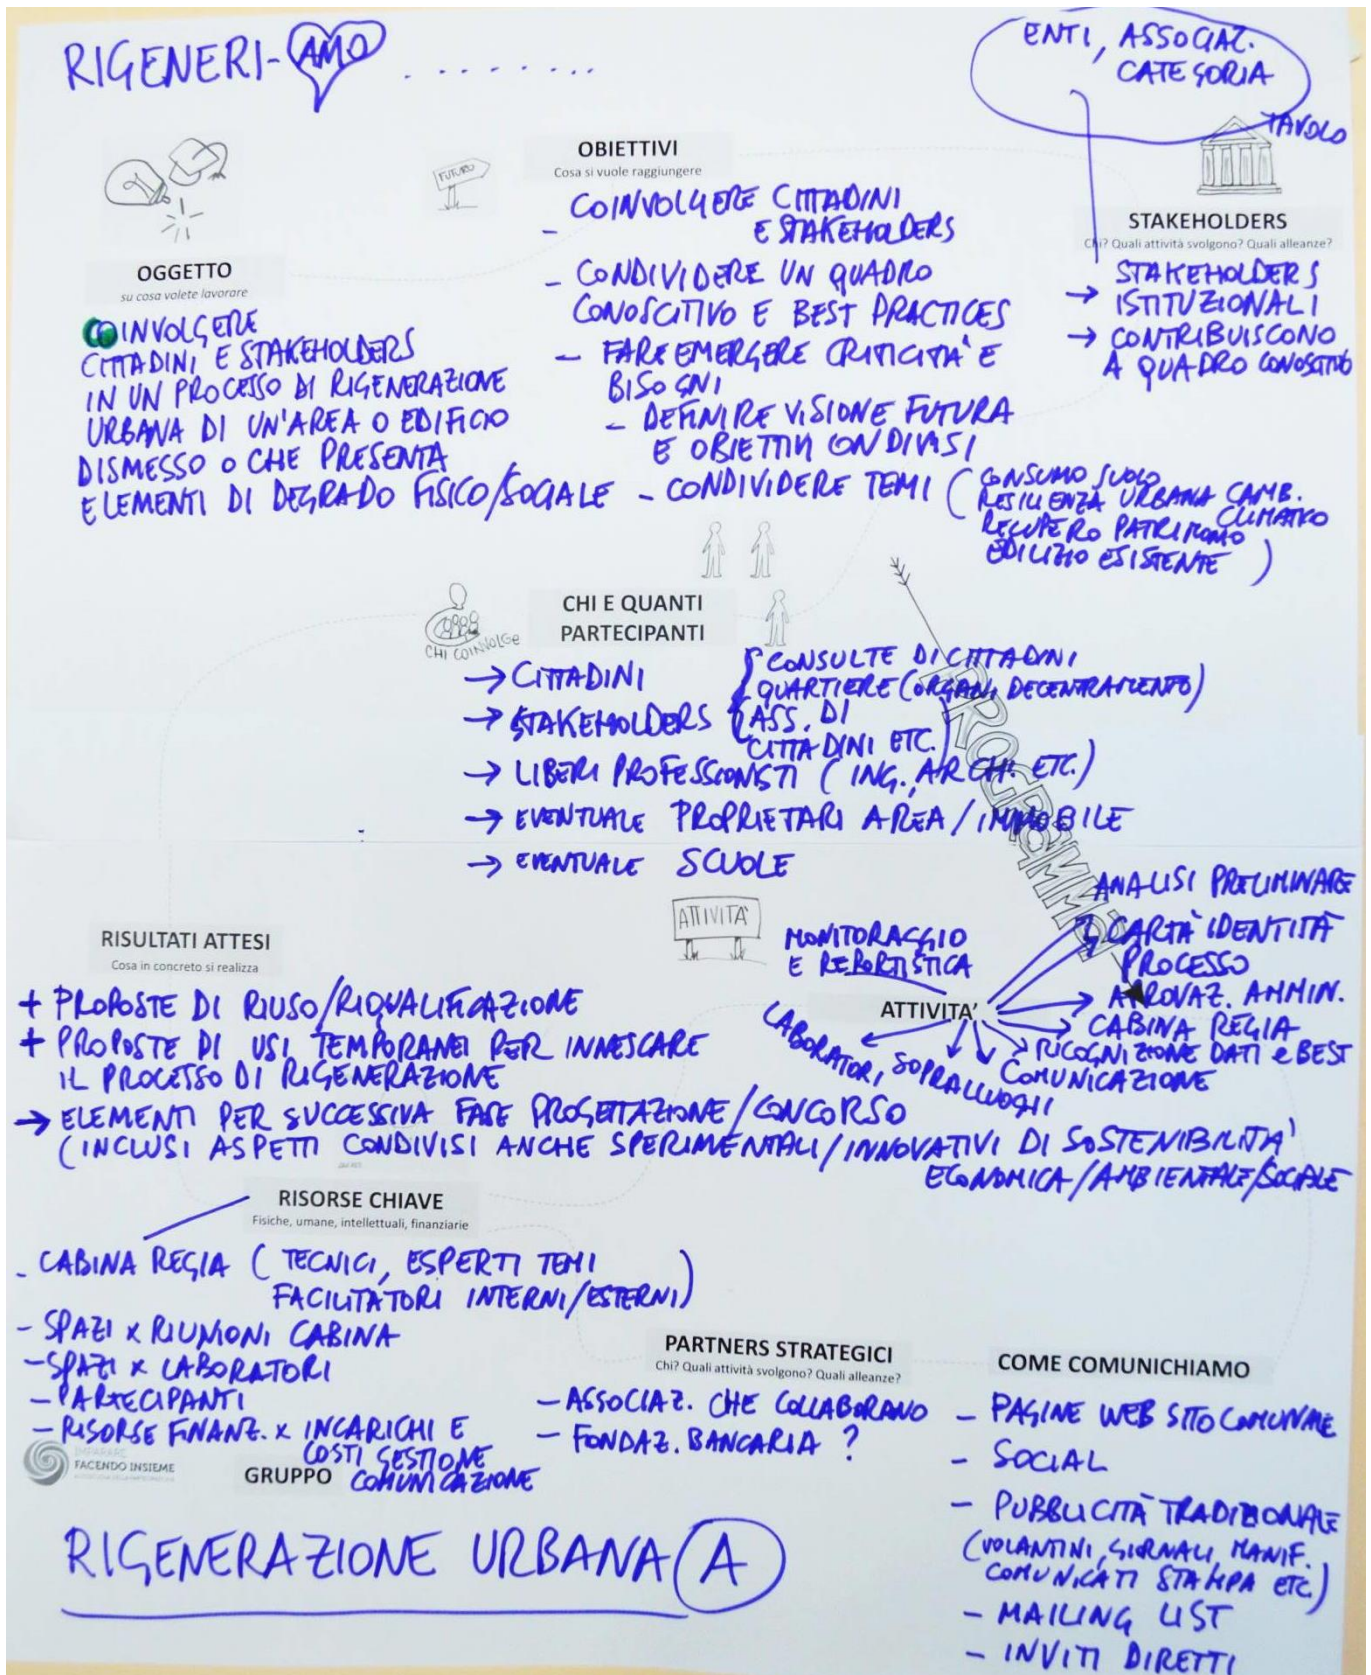 RIGENERI-AMO ........
ENTI, ASSOCIAZ.
CATEGORIA
TAVOLO
FUTURO
OBIETTIVI
Cosa si vuole raggiungere
- COINVOLGERE CITTADINI
E STAKEHOLDERS
- CONDIVIDERE UN QUADRO
CONOSCITIVO E BEST PRACTICES
- FARE EMERGERE CRITICITA' E
BISOGNI
- DEFINIRE VISIONE FUTURA
E OBIETTIVI CONDIVISI
- CONDIVIDERE TEMI (CONSUMO SUOLO
RESILIENZA URBANA CAMB.
CLIMATICO
RECUPERO PATRIMONIO
EDILIZIO ESISTENTE)
STAKEHOLDERS
Chi? Quali attività svolgono? Quali alleanze?
→ STAKEHOLDERS
ISTITUZIONALI
→ CONTRIBUISCONO
A QUADRO CONOSCITIVO
OGGETTO
su cosa volete lavorare
COINVOLGERE
CITTADINI E STAKEHOLDERS
IN UN PROCESSO DI RIGENERAZIONE
URBANA DI UN'AREA O EDIFICIO
DISMESSO O CHE PRESENTA
ELEMENTI DI DEGRADO FISICO/SOCIALE
CHI COINVOLGE
CHI E QUANTI
PARTECIPANTI
→ CITTADINI
→ STAKEHOLDERS
{ CONSULTE DI CITTADINI
QUARTIERE (ORGANI DECENTRAMENTO)
{ ASS. DI
CITTADINI ETC.
→ LIBERI PROFESSIONISTI (ING., ARCH. ETC.)
→ EVENTUALE PROPRIETARI AREA / IMMOBILE
→ EVENTUALE SCUOLE
PROGRAMMA
ATTIVITA'
ATTIVITA'
ANALISI PRELIMINARE
CARTA IDENTITÀ
PROCESSO
APROVAZ. AMMIN.
CABINA REGIA
RICOGNIZIONE DATI e BEST
COMUNICAZIONE
LABORATORI, SOPRALLUOGHI
MONITORAGGIO
E REPORTISTICA
RISULTATI ATTESI
Cosa in concreto si realizza
+ PROPOSTE DI RIUSO/RIQUALIFICAZIONE
+ PROPOSTE DI USI TEMPORANEI PER INNESCARE
IL PROCESSO DI RIGENERAZIONE
→ ELEMENTI PER SUCCESSIVA FASE PROGETTAZIONE/CONCORSO
(INCLUSI ASPETTI CONDIVISI ANCHE SPERIMENTALI/INNOVATIVI DI SOSTENIBILITA'
ECONOMICA/AMBIENTALE/SOCIALE
RISORSE CHIAVE
Fisiche, umane, intellettuali, finanziarie
- CABINA REGIA (TECNICI, ESPERTI TEMI
FACILITATORI INTERNI/ESTERNI)
- SPAZI x RIUNIONI CABINA
- SPAZI x LABORATORI
- PARTECIPANTI
- RISORSE FINANZ. x INCARICHI E
COSTI GESTIONE
COMUNICAZIONE
PARTNERS STRATEGICI
Chi? Quali attività svolgono? Quali alleanze?
- ASSOCIAZ. CHE COLLABORANO
- FONDAZ. BANCARIA ?
COME COMUNICHIAMO
- PAGINE WEB SITO COMUNALE
- SOCIAL
- PUBBLICITÀ TRADIZIONALE
(VOLANTINI, GIORNALI, MANIF.
COMUNICATI STAMPA ETC.)
- MAILING LIST
- INVITI DIRETTI
IMPARARE
FACENDO INSIEME
GRUPPO
RIGENERAZIONE URBANA A